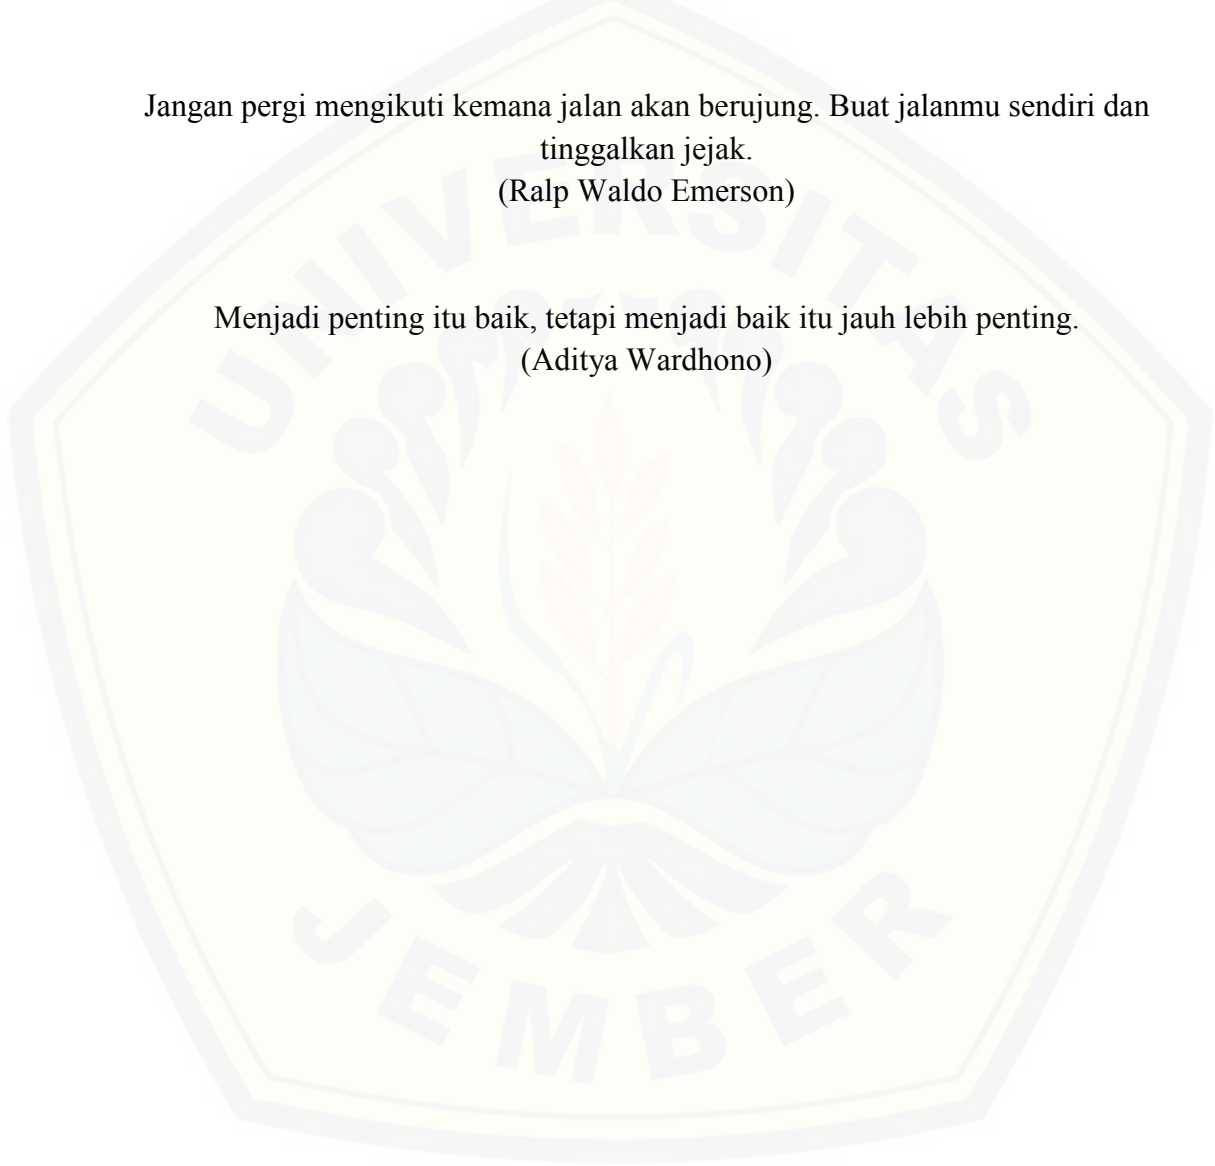 Jangan pergi mengikuti kemana jalan akan berujung. Buat jalanmu sendiri dan
tinggalkan jejak.
(Ralp Waldo Emerson)
Menjadi penting itu baik, tetapi menjadi baik itu jauh lebih penting.
(Aditya Wardhono)
UNIVERSITAS
JEMBER